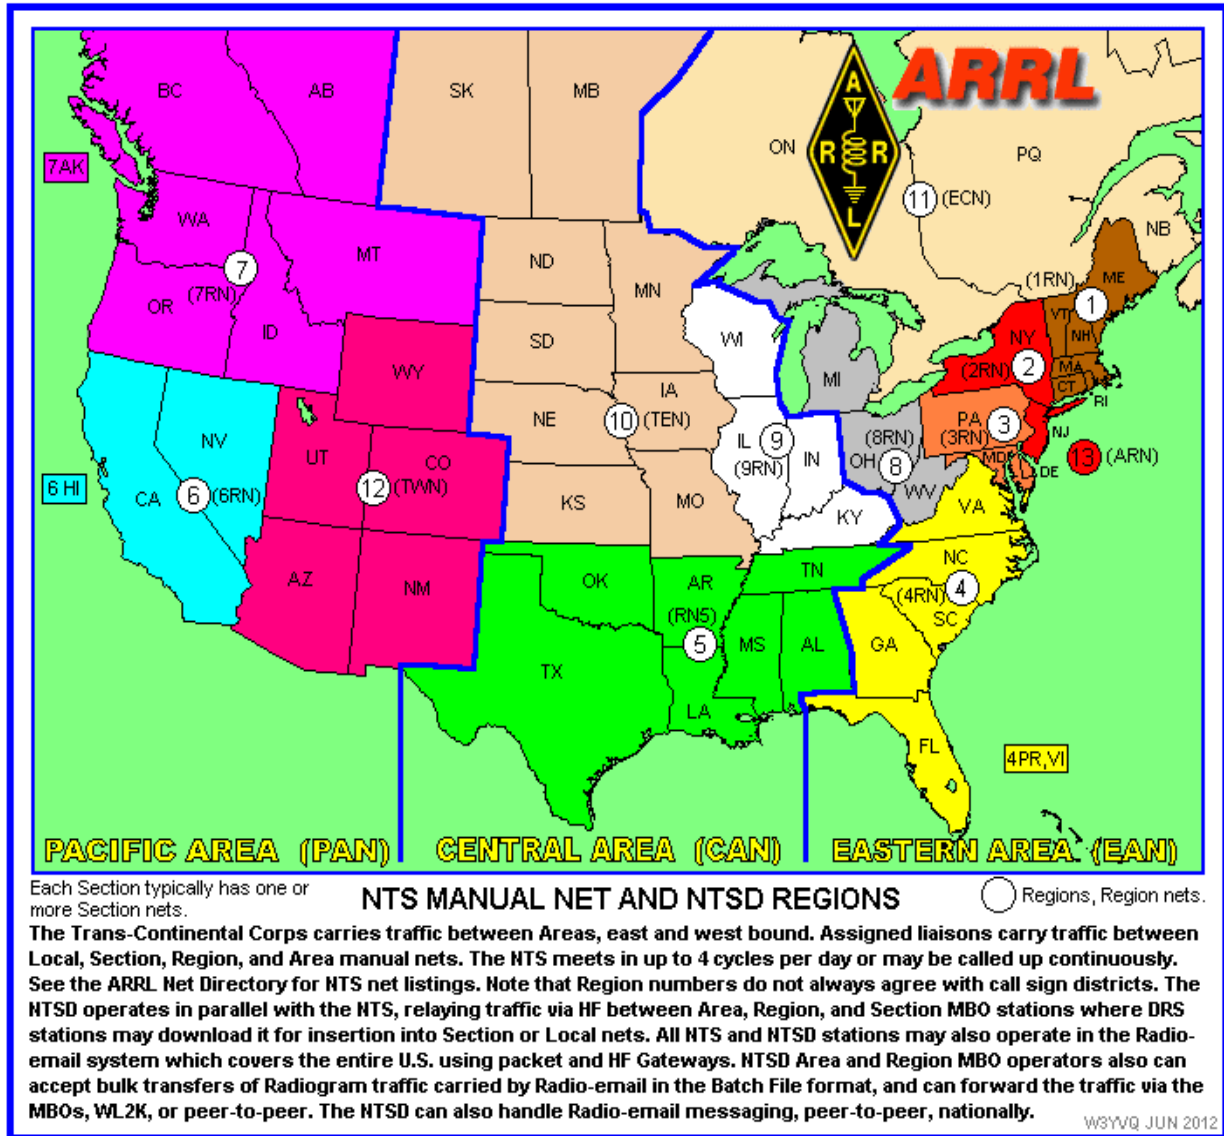 ARRL
A
R R
L
BC
AB
SK
MB
ON
PQ
7AK
11 (ECN)
NB
WA
MT
ND
MN
(1RN)
ME
7
(7RN)
1
OR
ID
SD
WI
VT
NH
NY
MI
(2RN) 2
MA
CT
RI
WY
IA
NE
10 (TEN)
PA
(3RN) 3
NJ
NV
UT
CO
IL
9
(9RN)
IN
(8RN)
OH 8
MD
DE
13 (ARN)
6 HI
CA
6 (6RN)
12 (TWN)
KS
MO
KY
WV
VA
AZ
NM
OK
AR
TN
NC
(4RN) 4
SC
(RN5)
5
MS
AL
GA
TX
LA
FL
4PR,VI
PACIFIC AREA (PAN)
CENTRAL AREA (CAN)
EASTERN AREA (EAN)
Each Section typically has one or
more Section nets.
NTS MANUAL NET AND NTSD REGIONS
Regions, Region nets.
The Trans-Continental Corps carries traffic between Areas, east and west bound. Assigned liaisons carry traffic between
Local, Section, Region, and Area manual nets. The NTS meets in up to 4 cycles per day or may be called up continuously.
See the ARRL Net Directory for NTS net listings. Note that Region numbers do not always agree with call sign districts. The
NTSD operates in parallel with the NTS, relaying traffic via HF between Area, Region, and Section MBO stations where DRS
stations may download it for insertion into Section or Local nets. All NTS and NTSD stations may also operate in the Radio-
email system which covers the entire U.S. using packet and HF Gateways. NTSD Area and Region MBO operators also can
accept bulk transfers of Radiogram traffic carried by Radio-email in the Batch File format, and can forward the traffic via the
MBOs, WL2K, or peer-to-peer. The NTSD can also handle Radio-email messaging, peer-to-peer, nationally.
W3YVQ JUN 2012